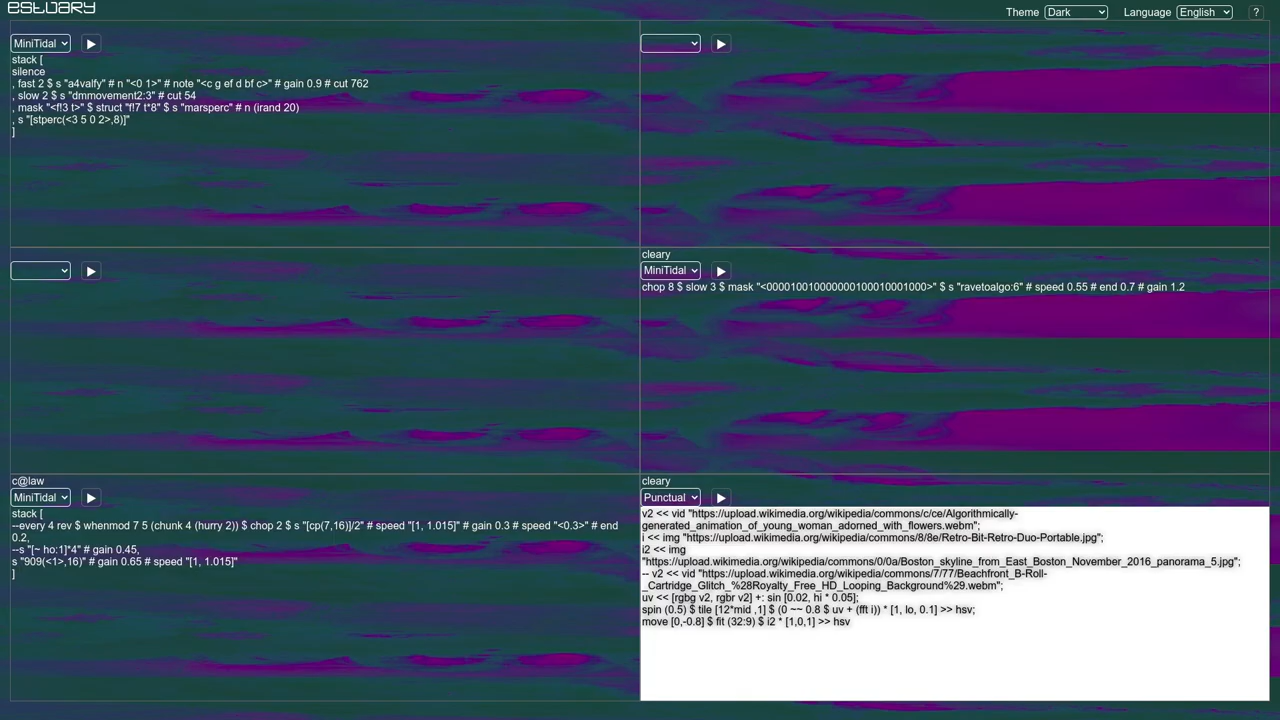 estuary
Theme Dark Language English ?
MiniTidal
stack [
silence
, fast 2 $ s "a4valfy" # n "<0 1>" # note "<c g ef d bf c>" # gain 0.9 # cut 762
, slow 2 $ s "dmmovement2:3" # cut 54
, mask "<f!3 t>" $ struct "f!7 t*8" $ s "marsperc" # n (irand 20)
, s "[stperc(<3 5 0 2>,8)]"
]
cleary
MiniTidal
chop 8 $ slow 3 $ mask "<000010010000000100010001000>" $ s "ravetoalgo:6" # speed 0.55 # end 0.7 # gain 1.2
c@law
MiniTidal
stack [
--every 4 rev $ whenmod 7 5 (chunk 4 (hurry 2)) $ chop 2 $ s "[cp(7,16)]/2" # speed "[1, 1.015]" # gain 0.3 # speed "<0.3>" # end
0.2,
--s "[~ ho:1]*4" # gain 0.45,
s "909(<1>,16)" # gain 0.65 # speed "[1, 1.015]"
]
cleary
Punctual
v2 << vid "https://upload.wikimedia.org/wikipedia/commons/c/ce/Algorithmically-
generated_animation_of_young_woman_adorned_with_flowers.webm";
i << img "https://upload.wikimedia.org/wikipedia/commons/8/8e/Retro-Bit-Retro-Duo-Portable.jpg";
i2 << img
"https://upload.wikimedia.org/wikipedia/commons/0/0a/Boston_skyline_from_East_Boston_November_2016_panorama_5.jpg";
-- v2 << vid "https://upload.wikimedia.org/wikipedia/commons/7/77/Beachfront_B-Roll-
_Cartridge_Glitch_%28Royalty_Free_HD_Looping_Background%29.webm";
uv << [rgbg v2, rgbr v2] +: sin [0.02, hi * 0.05];
spin (0.5) $ tile [12*mid ,1] $ (0 ~~ 0.8 $ uv + (fft i)) * [1, lo, 0.1] >> hsv;
move [0,-0.8] $ fit (32:9) $ i2 * [1,0,1] >> hsv